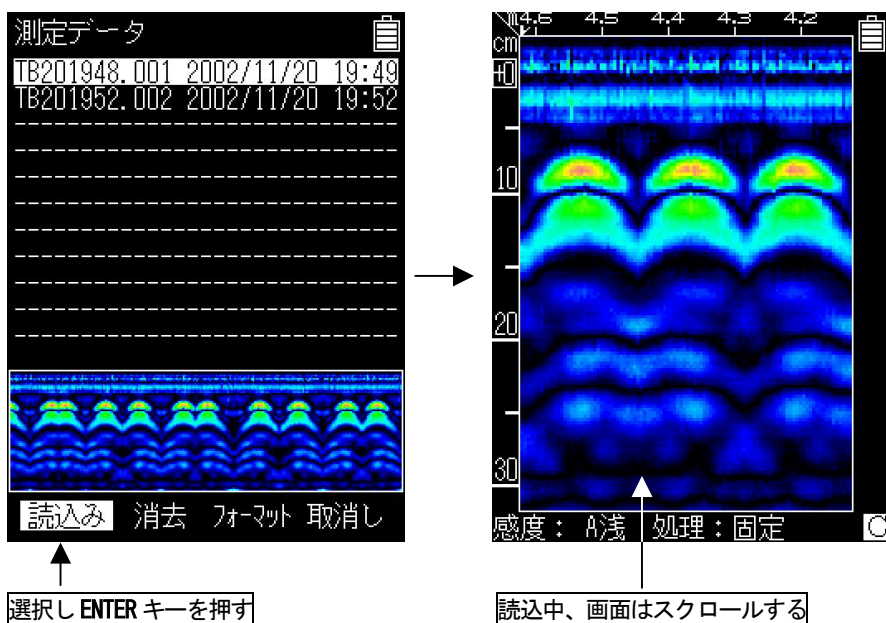 測定データ
TB201948.001 2002/11/20 19:49
TB201952.002 2002/11/20 19:52
読込み 消去 フォーマット 取消し
選択し ENTER キーを押す
m 4.6 4.5 4.4 4.3 4.2
cm
+0
10
20
30
感度: A浅 処理:固定 C
読込中、画面はスクロールする